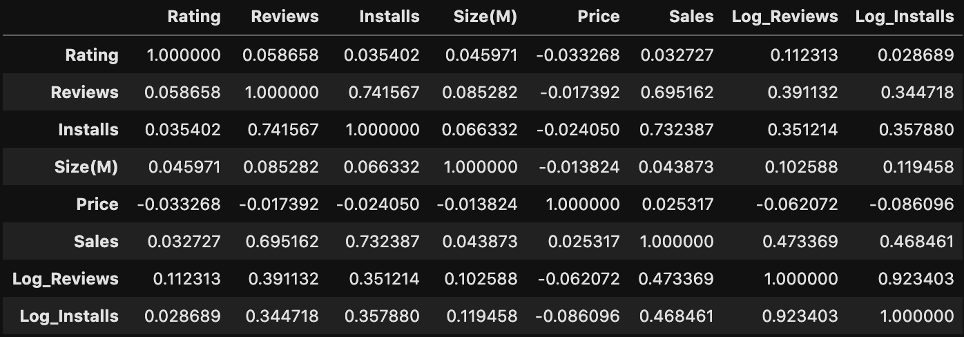 Rating Reviews Installs Size(M) Price Sales Log_Reviews Log_Installs
Rating 1.000000 0.058658 0.035402 0.045971 -0.033268 0.032727 0.112313 0.028689
Reviews 0.058658 1.000000 0.741567 0.085282 -0.017392 0.695162 0.391132 0.344718
Installs 0.035402 0.741567 1.000000 0.066332 -0.024050 0.732387 0.351214 0.357880
Size(M) 0.045971 0.085282 0.066332 1.000000 -0.013824 0.043873 0.102588 0.119458
Price -0.033268 -0.017392 -0.024050 -0.013824 1.000000 0.025317 -0.062072 -0.086096
Sales 0.032727 0.695162 0.732387 0.043873 0.025317 1.000000 0.473369 0.468461
Log_Reviews 0.112313 0.391132 0.351214 0.102588 -0.062072 0.473369 1.000000 0.923403
Log_Installs 0.028689 0.344718 0.357880 0.119458 -0.086096 0.468461 0.923403 1.000000